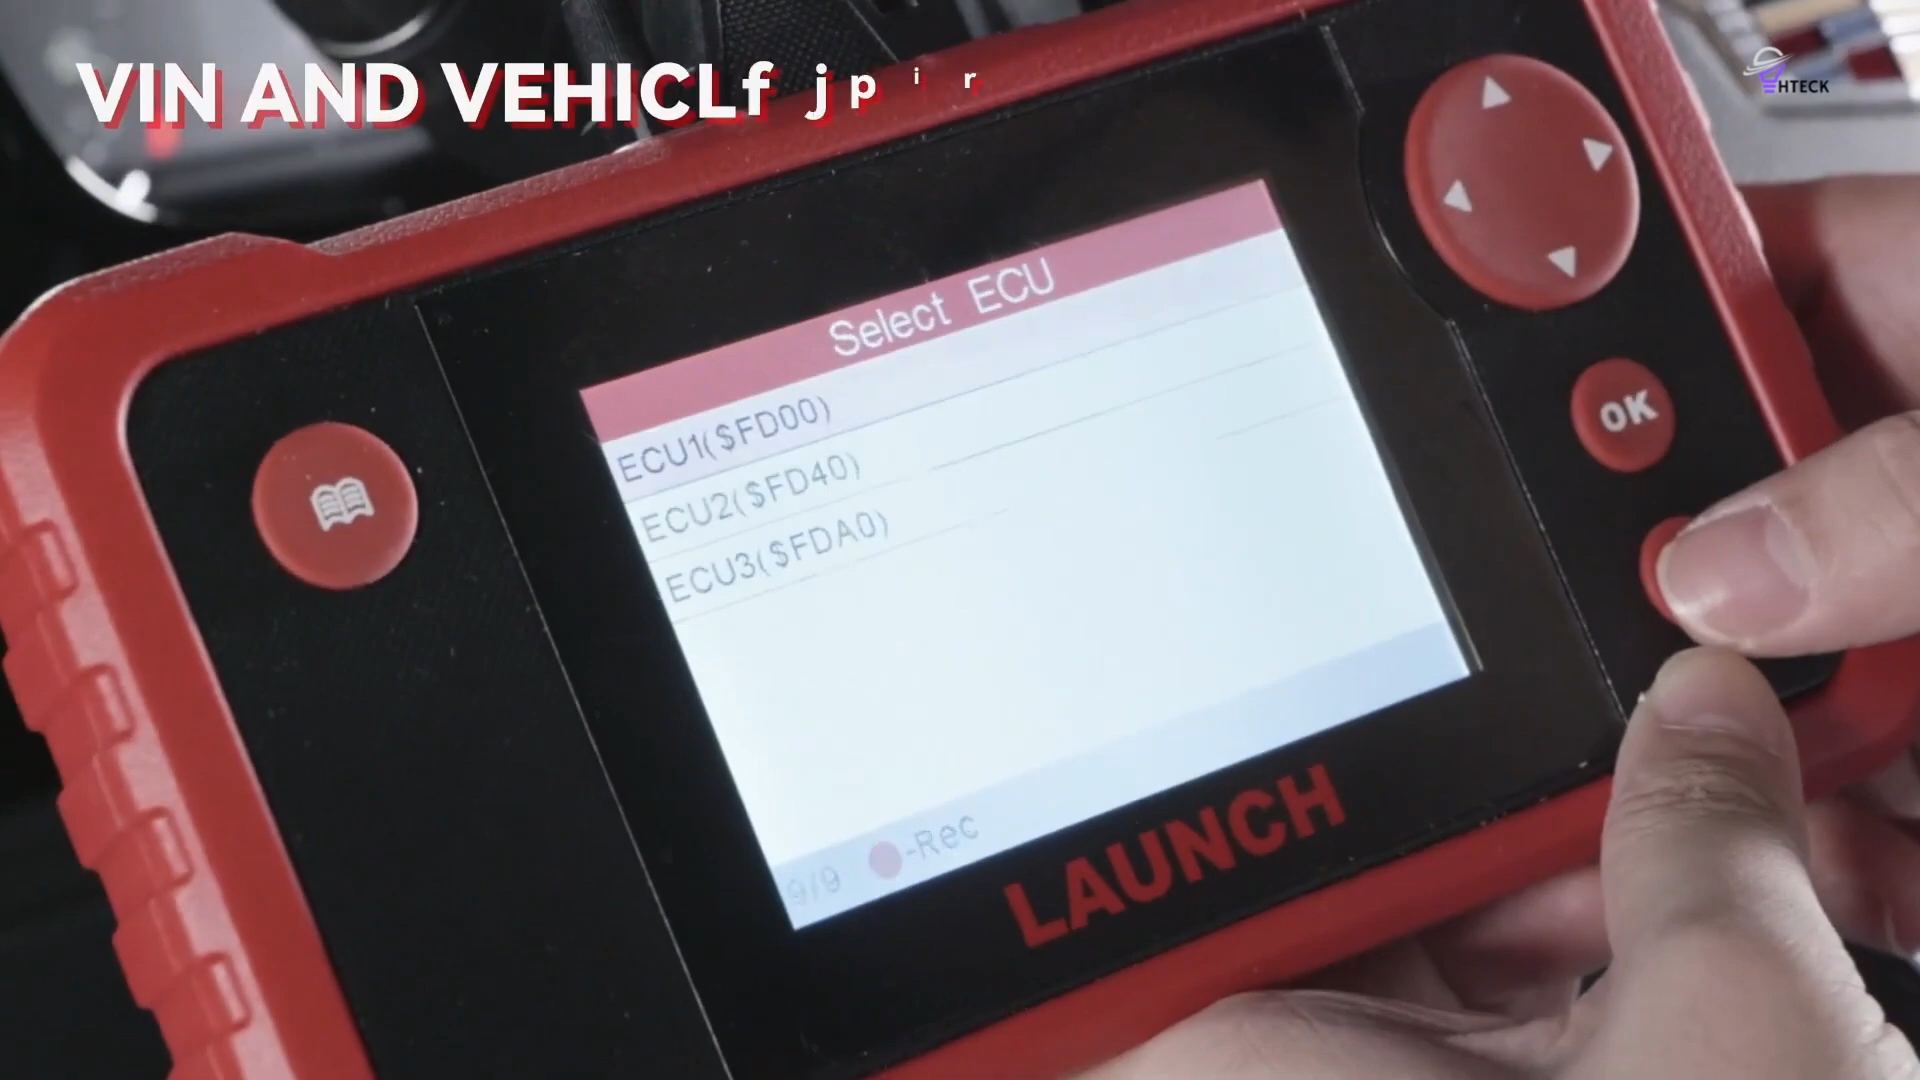 VIN AND VEHICL
HTECK
Select ECU
ECU1($FD00)
ECU2($FD40)
ECU3($FDA0)
9/9 -Rec
OK
LAUNCH